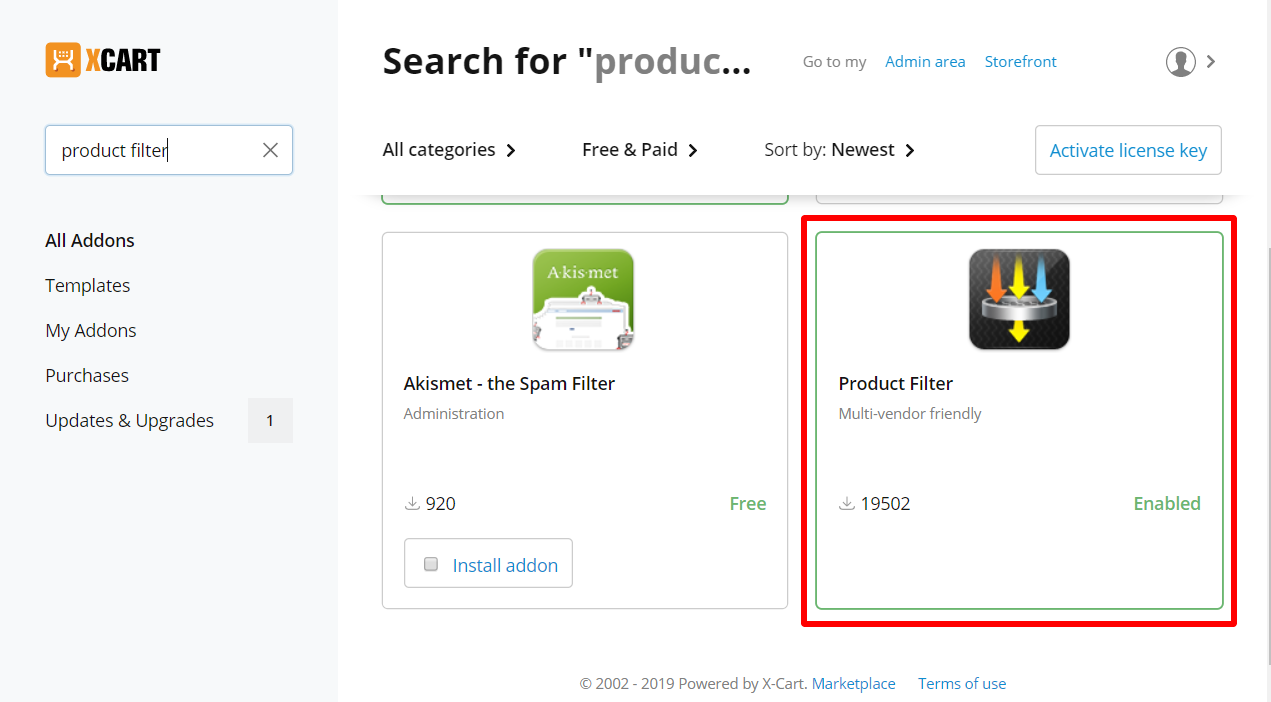 XCART
Search for "produc...
Go to my Admin area Storefront
product filter
All categories
Free & Paid
Sort by: Newest
Activate license key
All Addons
Templates
My Addons
Purchases
Updates & Upgrades 1
A·kis·met
Akismet - the Spam Filter
Administration
920 Free
Install addon
Product Filter
Multi-vendor friendly
19502 Enabled
© 2002 - 2019 Powered by X-Cart. Marketplace Terms of use